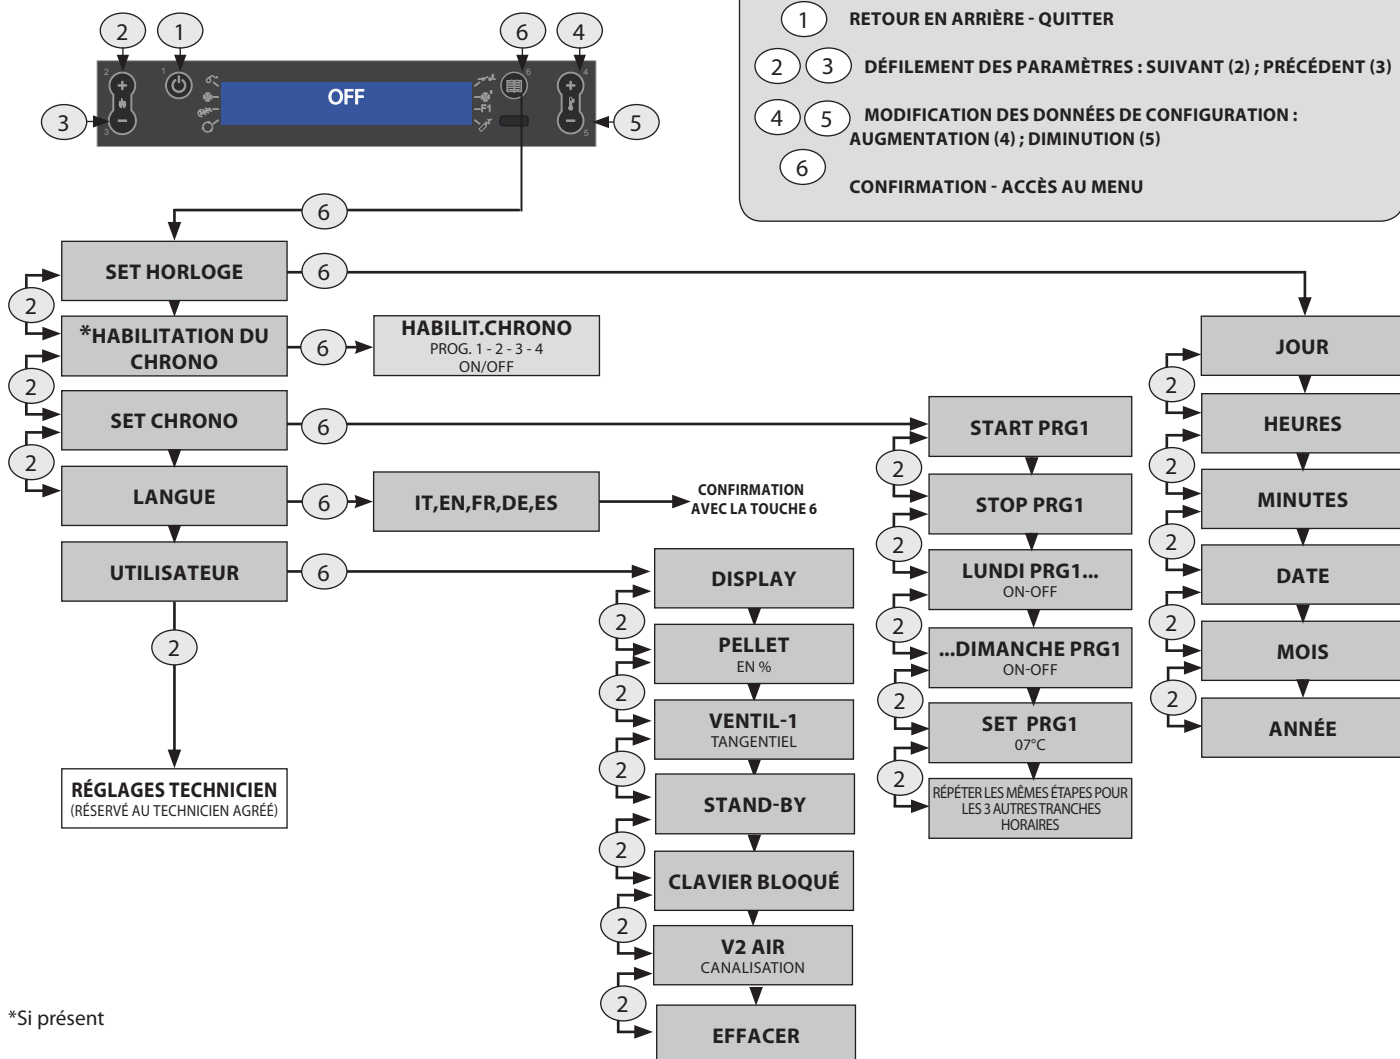 1 RETOUR EN ARRIÈRE - QUITTER
2 3 DÉFILEMENT DES PARAMÈTRES : SUIVANT (2) ; PRÉCÉDENT (3)
4 5 MODIFICATION DES DONNÉES DE CONFIGURATION :
AUGMENTATION (4) ; DIMINUTION (5)
6
CONFIRMATION - ACCÈS AU MENU
2 1 6 4
2 1 6 4
OFF
F1
3 5
3 5
6
SET HORLOGE
6
2
*HABILITATION DU
CHRONO
6
HABILIT.CHRONO
PROG. 1 - 2 - 3 - 4
ON/OFF
2
SET CHRONO
6
2
LANGUE
6
IT,EN,FR,DE,ES
CONFIRMATION
AVEC LA TOUCHE 6
UTILISATEUR
6
2
RÉGLAGES TECHNICIEN
(RÉSERVÉ AU TECHNICIEN AGRÉÉ)
DISPLAY
2
PELLET
EN %
2
VENTIL-1
TANGENTIEL
2
STAND-BY
2
CLAVIER BLOQUÉ
2
V2 AIR
CANALISATION
2
EFFACER
START PRG1
2
STOP PRG1
2
LUNDI PRG1...
ON-OFF
2
...DIMANCHE PRG1
ON-OFF
2
SET PRG1
07°C
2
RÉPÉTER LES MÊMES ÉTAPES POUR
LES 3 AUTRES TRANCHES
HORAIRES
JOUR
2
HEURES
2
MINUTES
2
DATE
2
MOIS
2
ANNÉE
*Si présent